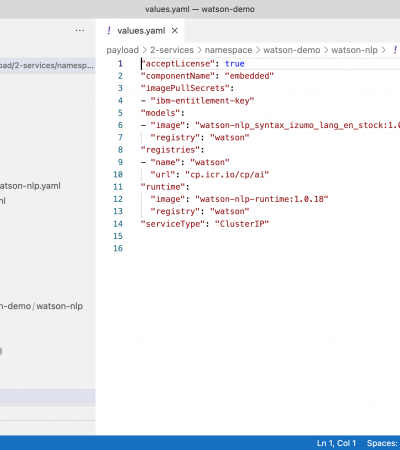 values.yaml — watson-demo
values.yaml
payload > 2-services > namespace > watson-demo > watson-nlp >
oad/2-services/namesp...
atson-nlp.yaml
ml
n-demo/watson-nlp
l
1 "acceptLicense": true
2 "componentName": "embedded"
3 "imagePullSecrets":
4 - "ibm-entitlement-key"
5 "models":
6 - "image": "watson-nlp_syntax_izumo_lang_en_stock:1.0
7 "registry": "watson"
8 "registries":
9 - "name": "watson"
10 "url": "cp.icr.io/cp/ai"
11 "runtime":
12 "image": "watson-nlp-runtime:1.0.18"
13 "registry": "watson"
14 "serviceType": "ClusterIP"
15
16
Ln 1, Col 1 Spaces: